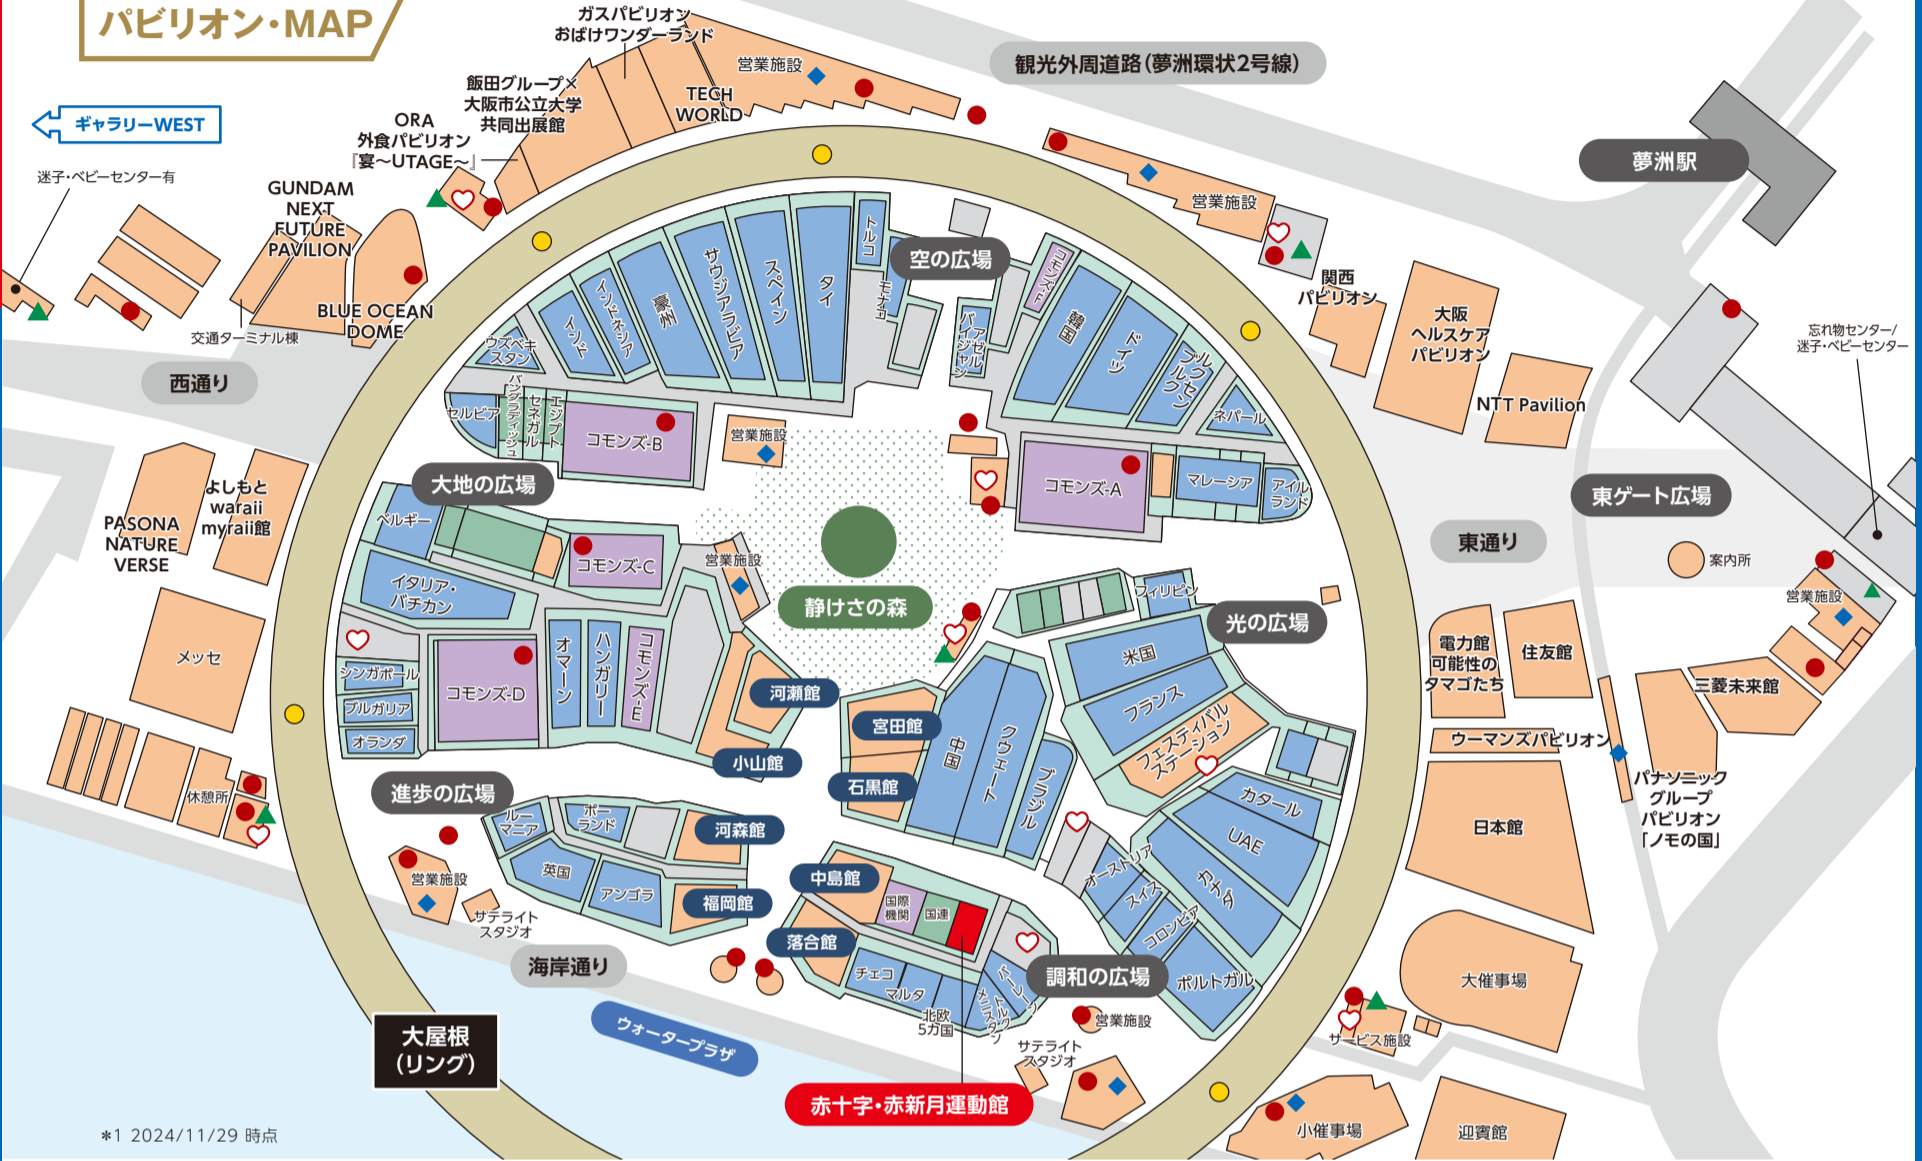 パビリオン・MAP
ガスパビリオン
おばけワンダーランド
営業施設
観光外周道路(夢洲環状2号線)
飯田グループ×
大阪市公立大学
共同出展館
TECH
WORLD
ギャラリーWEST
ORA
外食パビリオン
『宴〜UTAGE〜』
夢洲駅
迷子・ベビーセンター有
GUNDAM
NEXT
FUTURE
PAVILION
営業施設
トルコ
空の広場
コモンズ-F
サウジアラビア
スペイン
タイ
モナコ
インドネシア
豪州
インド
ウズベキ
スタン
アゼル
バイジャン
韓国
ドイツ
ルクセン
ブルク
ネパール
関西
パビリオン
大阪
ヘルスケア
パビリオン
忘れ物センター/
迷子・ベビーセンター
BLUE OCEAN
DOME
交通ターミナル棟
西通り
NTT Pavilion
セルビア
バングラディッシュ
セネガル
エジプト
コモンズ-B
営業施設
コモンズ-A
マレーシア
アイル
ランド
大地の広場
東ゲート広場
よしもと
waraii
myraii館
PASONA
NATURE
VERSE
ベルギー
東通り
案内所
コモンズ-C
営業施設
イタリア・
バチカン
静けさの森
フィリピン
光の広場
営業施設
メッセ
オマーン
ハンガリー
コモンズ-E
米国
電力館
可能性の
タマゴたち
住友館
シンガポール
コモンズ-D
河瀬館
三菱未来館
ブルガリア
フランス
宮田館
中国
クウェート
フェスティバル
ステーション
ウーマンズパビリオン
オランダ
小山館
石黒館
ブラジル
パナソニック
グループ
パビリオン
「ノモの国」
休憩所
進歩の広場
カタール
ルー
マニア
ポー
ランド
河森館
UAE
日本館
英国
オーストリア
カナダ
営業施設
アンゴラ
福岡館
中島館
国際
機関
国連
スイス
サテライト
スタジオ
落合館
コロンビア
海岸通り
チェコ
マルタ
北欧
5カ国
トルク
メニスタン
バーレーン
調和の広場
ポルトガル
大催事場
ウォータープラザ
営業施設
サービス施設
大屋根
(リング)
サテライト
スタジオ
赤十字・赤新月運動館
小催事場
迎賓館
*1 2024/11/29 時点